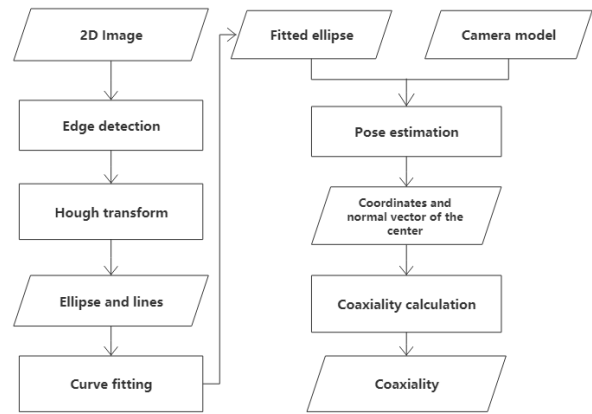 2D Image
Edge detection
Hough transform
Ellipse and lines
Curve fitting
Fitted ellipse
Camera model
Pose estimation
Coordinates and
normal vector of the
center
Coaxiality calculation
Coaxiality